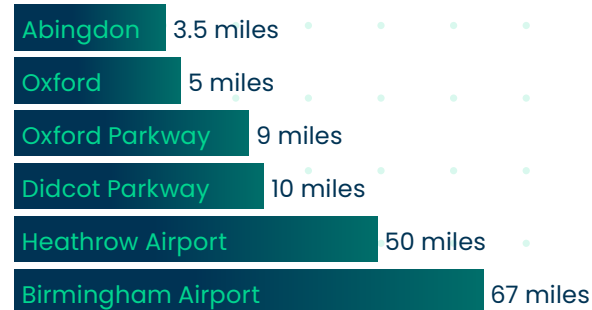 Abingdon 3.5 miles
Oxford 5 miles
Oxford Parkway 9 miles
Didcot Parkway 10 miles
Heathrow Airport 50 miles
Birmingham Airport 67 miles